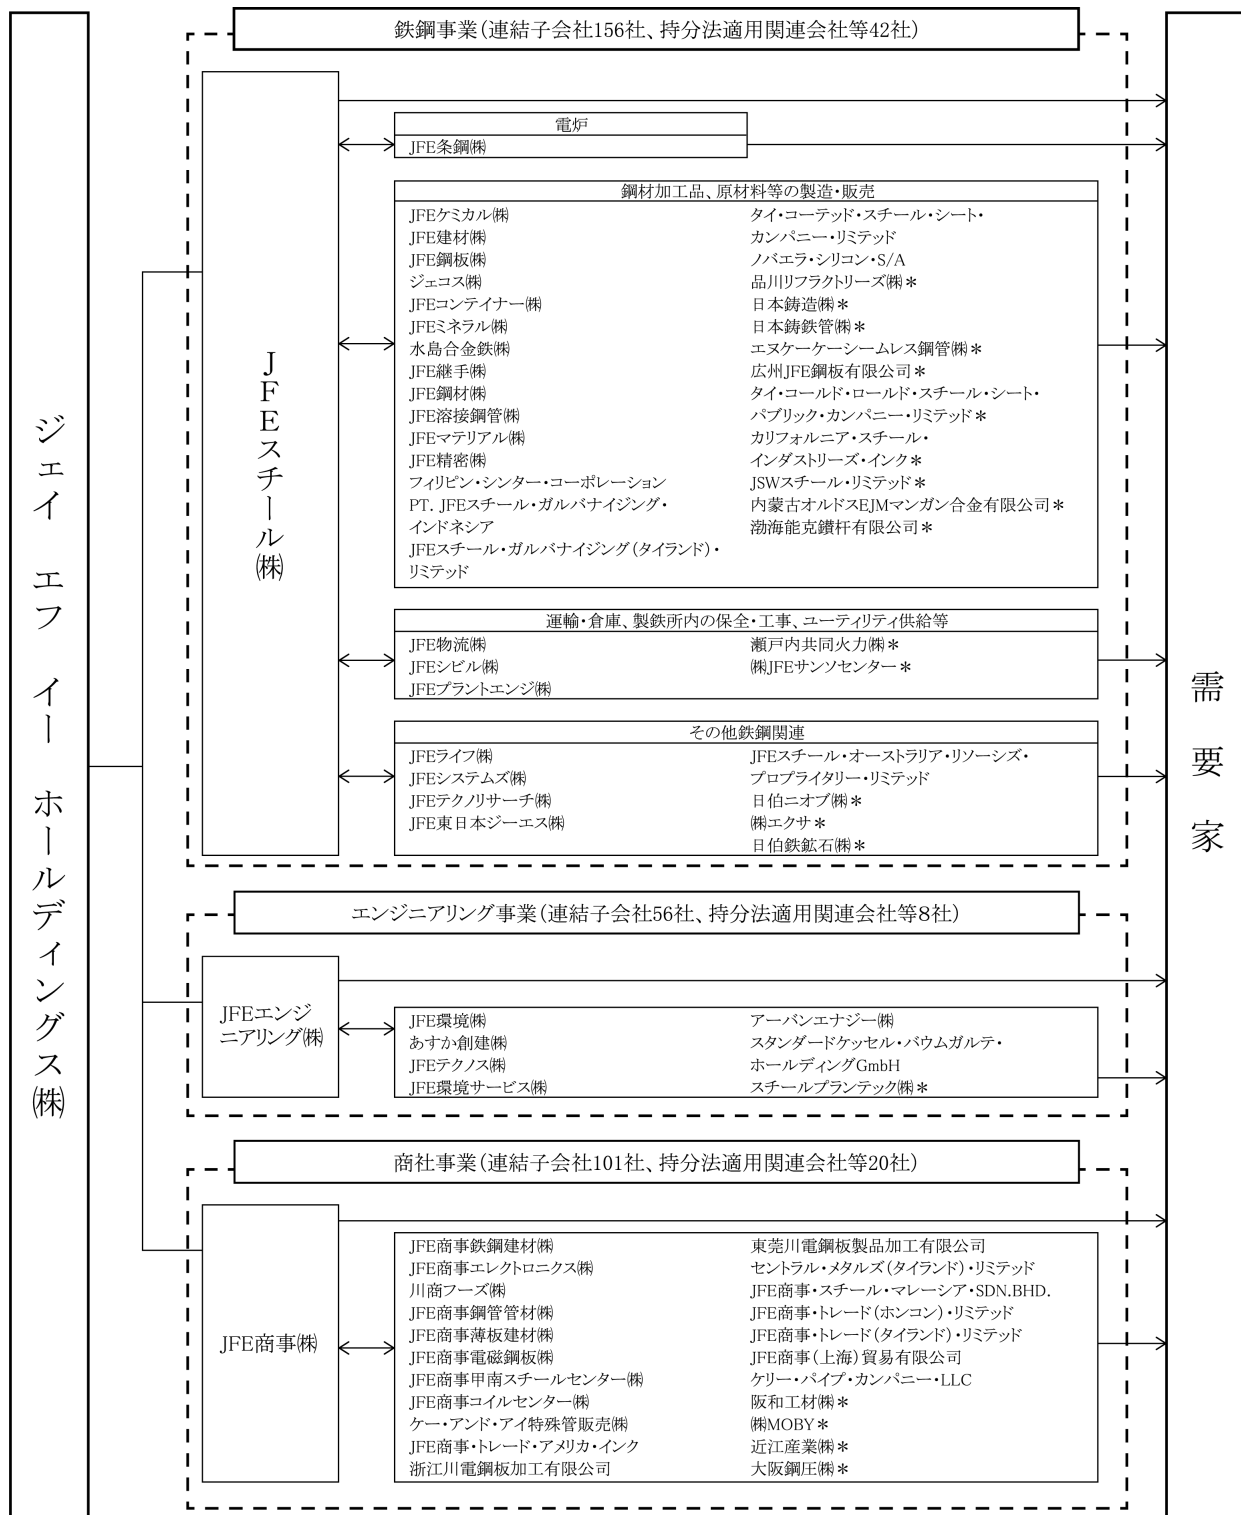 ジェイ エフ イー ホールディングス㈱
鉄鋼事業(連結子会社156社、持分法適用関連会社等42社)
JFEスチール㈱
電炉
JFE条鋼㈱
鋼材加工品、原材料等の製造・販売
JFEケミカル㈱
JFE建材㈱
JFE鋼板㈱
ジェコス㈱
JFEコンテイナー㈱
JFEミネラル㈱
水島合金鉄㈱
JFE継手㈱
JFE鋼材㈱
JFE溶接鋼管㈱
JFEマテリアル㈱
JFE精密㈱
フィリピン・シンター・コーポレーション
PT. JFEスチール・ガルバナイジング・
インドネシア
JFEスチール・ガルバナイジング(タイランド)・
リミテッド
タイ・コーテッド・スチール・シート・
カンパニー・リミテッド
ノバエラ・シリコン・S/A
品川リフラクトリーズ㈱＊
日本鋳造㈱＊
日本鋳鉄管㈱＊
エヌケーケーシームレス鋼管㈱＊
広州JFE鋼板有限公司＊
タイ・コールド・ロールド・スチール・シート・
パブリック・カンパニー・リミテッド＊
カリフォルニア・スチール・
インダストリーズ・インク＊
JSWスチール・リミテッド＊
内蒙古オルドスEJMマンガン合金有限公司＊
渤海能克鑚杆有限公司＊
運輸・倉庫、製鉄所内の保全・工事、ユーティリティ供給等
JFE物流㈱
JFEシビル㈱
JFEプラントエンジ㈱
瀬戸内共同火力㈱＊
㈱JFEサンソセンター＊
その他鉄鋼関連
JFEライフ㈱
JFEシステムズ㈱
JFEテクノリサーチ㈱
JFE東日本ジーエス㈱
JFEスチール・オーストラリア・リソーシズ・
プロプライタリー・リミテッド
日伯ニオブ㈱＊
㈱エクサ＊
日伯鉄鉱石㈱＊
エンジニアリング事業(連結子会社56社、持分法適用関連会社等8社)
JFEエンジ
ニアリング㈱
JFE環境㈱
あすか創建㈱
JFEテクノス㈱
JFE環境サービス㈱
アーバンエナジー㈱
スタンダードケッセル・バウムガルテ・
ホールディングGmbH
スチールプランテック㈱＊
商社事業(連結子会社101社、持分法適用関連会社等20社)
JFE商事㈱
JFE商事鉄鋼建材㈱
JFE商事エレクトロニクス㈱
川商フーズ㈱
JFE商事鋼管管材㈱
JFE商事薄板建材㈱
JFE商事電磁鋼板㈱
JFE商事甲南スチールセンター㈱
JFE商事コイルセンター㈱
ケー・アンド・アイ特殊管販売㈱
JFE商事・トレード・アメリカ・インク
浙江川電鋼板加工有限公司
東莞川電鋼板製品加工有限公司
セントラル・メタルズ(タイランド)・リミテッド
JFE商事・スチール・マレーシア・SDN.BHD.
JFE商事・トレード(ホンコン)・リミテッド
JFE商事・トレード(タイランド)・リミテッド
JFE商事(上海)貿易有限公司
ケリー・パイプ・カンパニー・LLC
阪和工材㈱＊
㈱MOBY＊
近江産業㈱＊
大阪鋼圧㈱＊
需要家